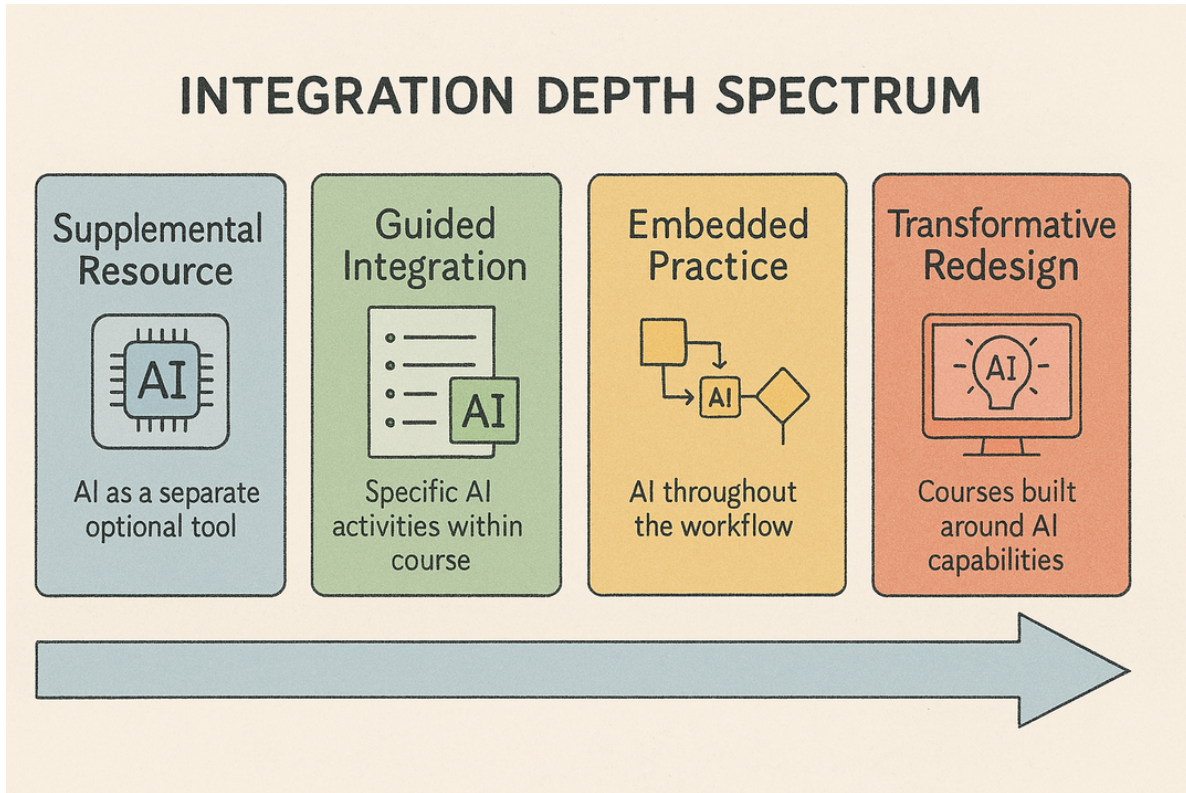 INTEGRATION DEPTH SPECTRUM
Supplemental
Resource
AI
AI as a separate
optional tool
Guided
Integration
AI
Specific AI
activities within
course
Embedded
Practice
AI
AI throughout
the workflow
Transformative
Redesign
AI
Courses built
around AI
capabilities